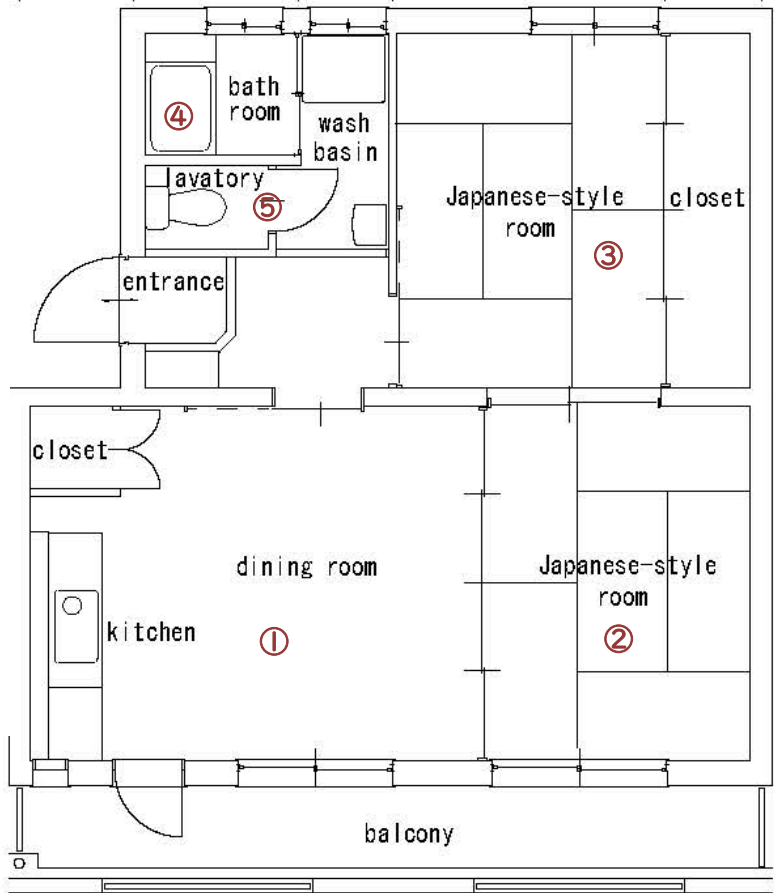 bath
room
④
wash
basin
lavatory
⑤
Japanese-style
room
③
closet
entrance
closet
dining room
①
kitchen
Japanese-style
room
②
balcony